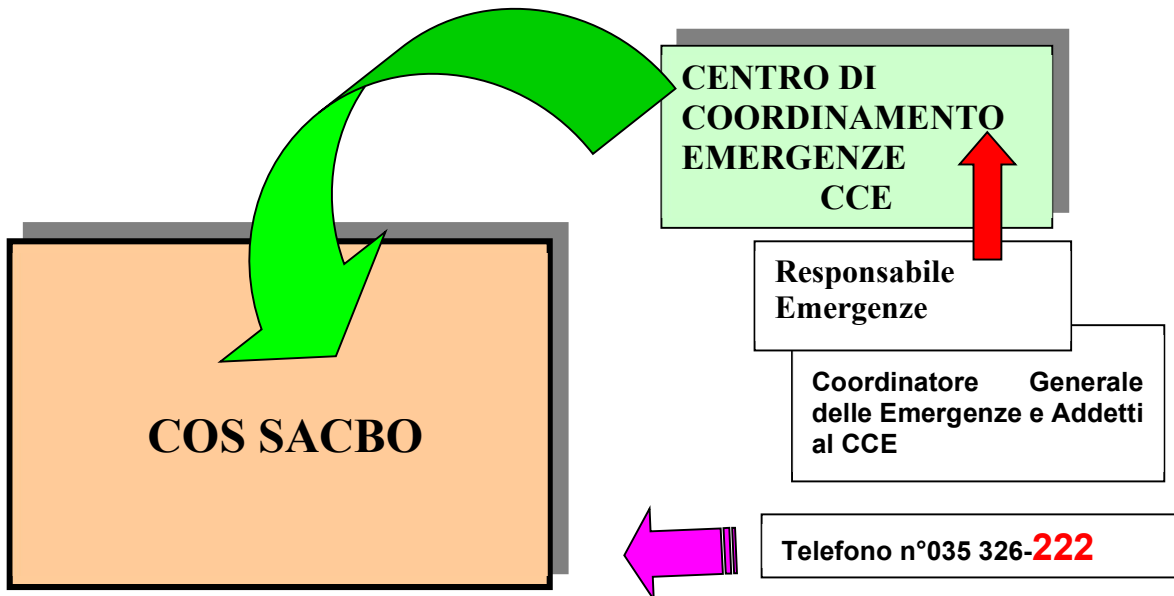 CENTRO DI
COORDINAMENTO
EMERGENZE
CCE
Responsabile
Emergenze
Coordinatore Generale
delle Emergenze e Addetti
al CCE
COS SACBO
Telefono n°035 326-222